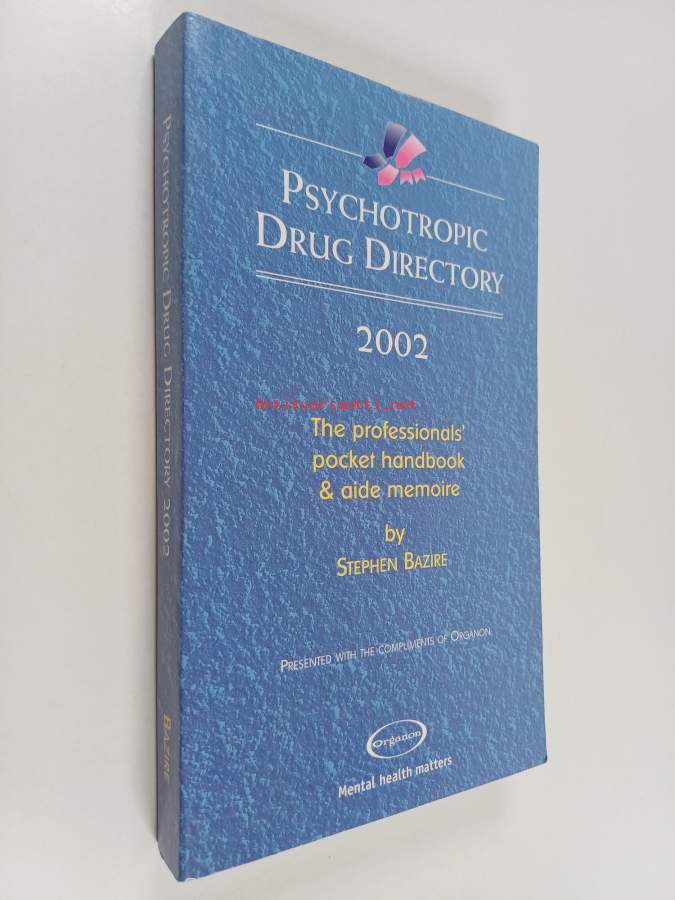 PSYCHOTROPIC
DRUG DIRECTORY
2002
Antikvariaatti.net
The professionals'
pocket handbook
& aide memoire
by
STEPHEN BAZIRE
PRESENTED WITH THE COMPLIMENTS OF ORGANON
Organon
Mental health matters
PSYCHOTROPIC DRUG DIRECTORY 2002
BAZIRE